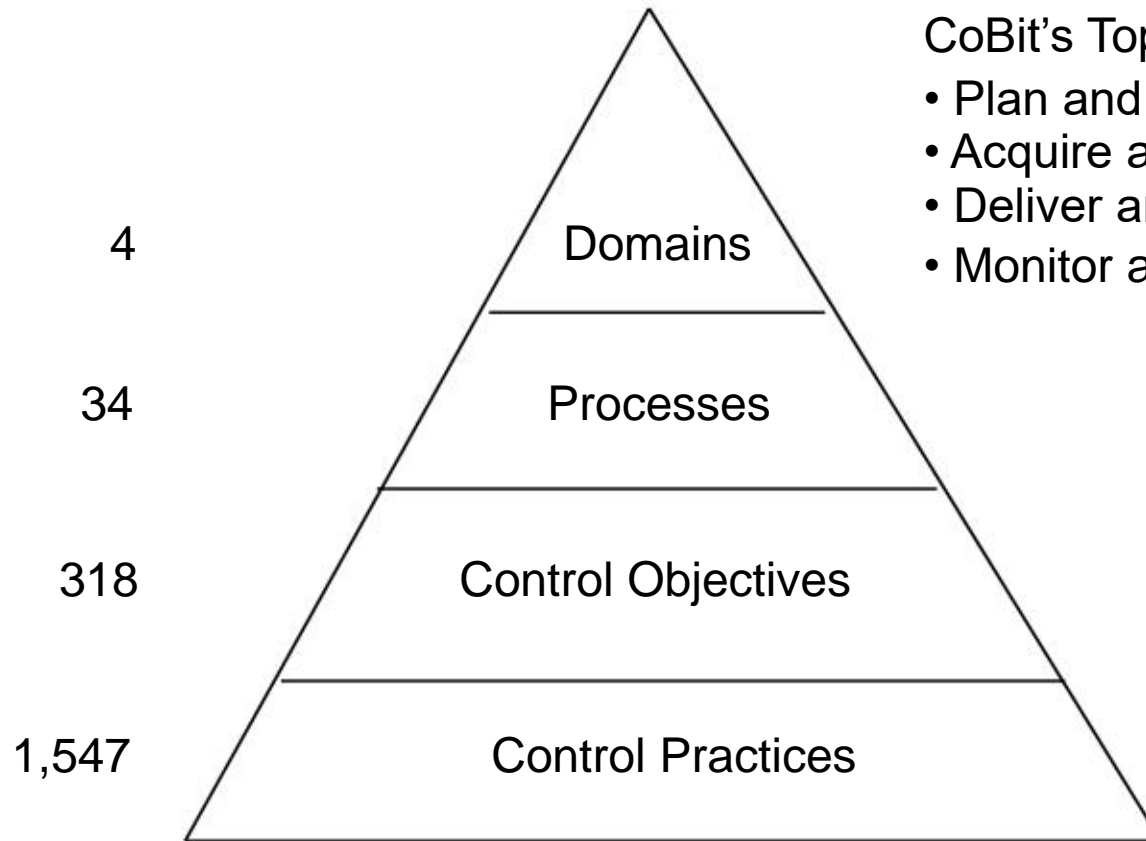 CoBit’s Top
• Plan and
• Acquire a
• Deliver a
• Monitor a
4 Domains
34 Processes
318 Control Objectives
1,547 Control Practices